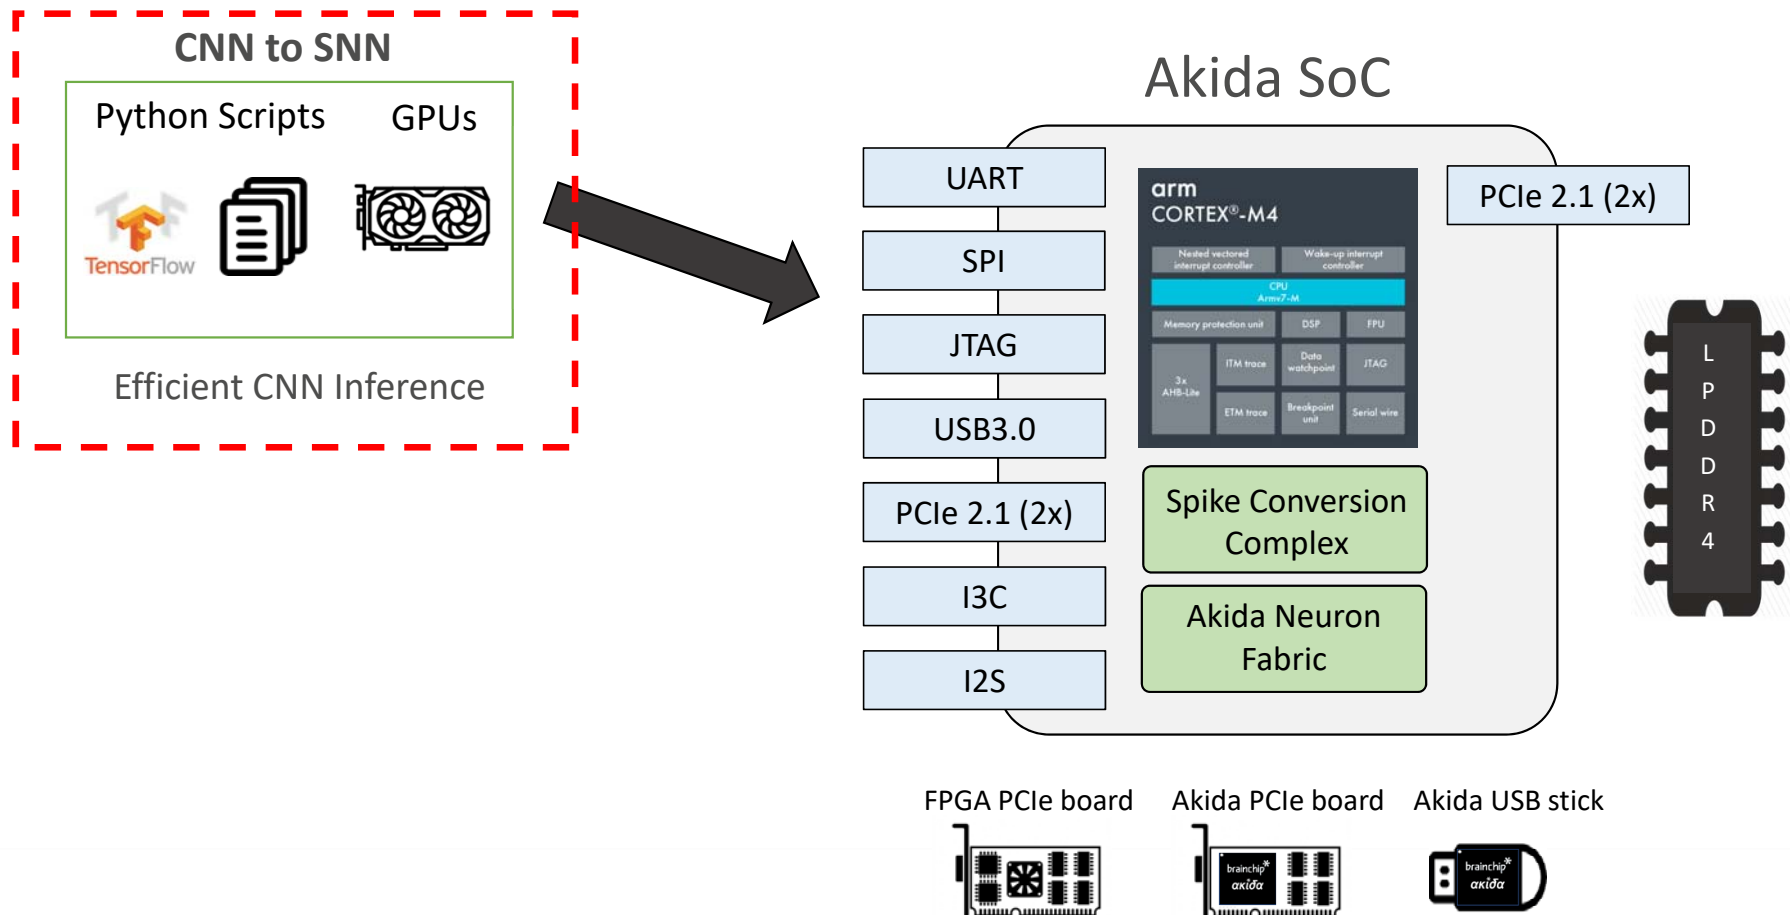 CNN to SNN
Python Scripts
GPUs
TensorFlow
Efficient CNN Inference
Akida SoC
UART
SPI
JTAG
USB3.0
PCIe 2.1 (2x)
I3C
I2S
arm
CORTEX®-M4
Nested vectored
interrupt controller
Wake-up interrupt
controller
CPU
Armv7-M
Memory protection unit
DSP
FPU
3x
AHB-Lite
ITM trace
Data
watchpoint
JTAG
ETM trace
Breakpoint
unit
Serial wire
Spike Conversion
Complex
Akida Neuron
Fabric
PCIe 2.1 (2x)
L
P
D
D
R
4
FPGA PCIe board
Akida PCIe board
Akida USB stick
brainchip
akida
brainchip
akida